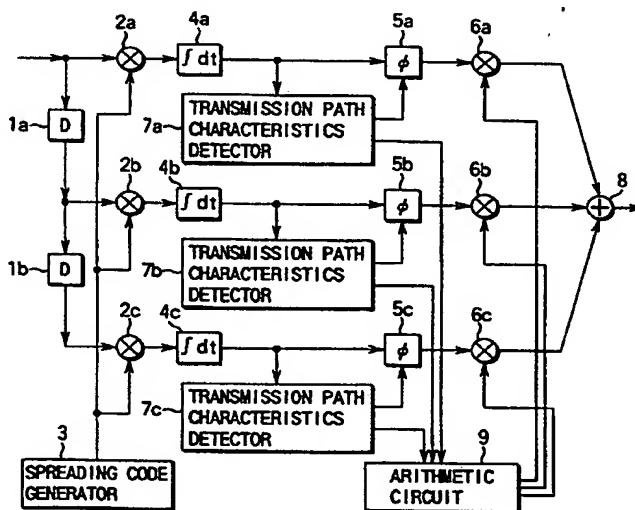 2a 4a 5a 6a
∫dt ϕ
1a D
7a TRANSMISSION PATH
CHARACTERISTICS
DETECTOR
2b 4b 5b 6b 8
∫dt ϕ
1b D
7b TRANSMISSION PATH
CHARACTERISTICS
DETECTOR
2c 4c 5c 6c
∫dt ϕ
7c TRANSMISSION PATH
CHARACTERISTICS
DETECTOR
3 9
SPREADING CODE
GENERATOR
ARITHMETIC
CIRCUIT